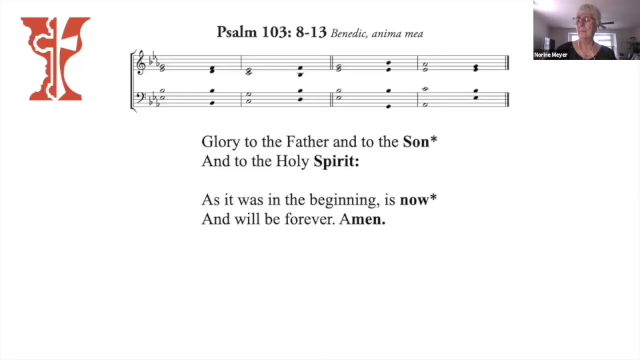 Psalm 103: 8-13 Benedic, anima mea
Norine Meyer
Glory to the Father and to the Son*
And to the Holy Spirit:
As it was in the beginning, is now*
And will be forever. Amen.